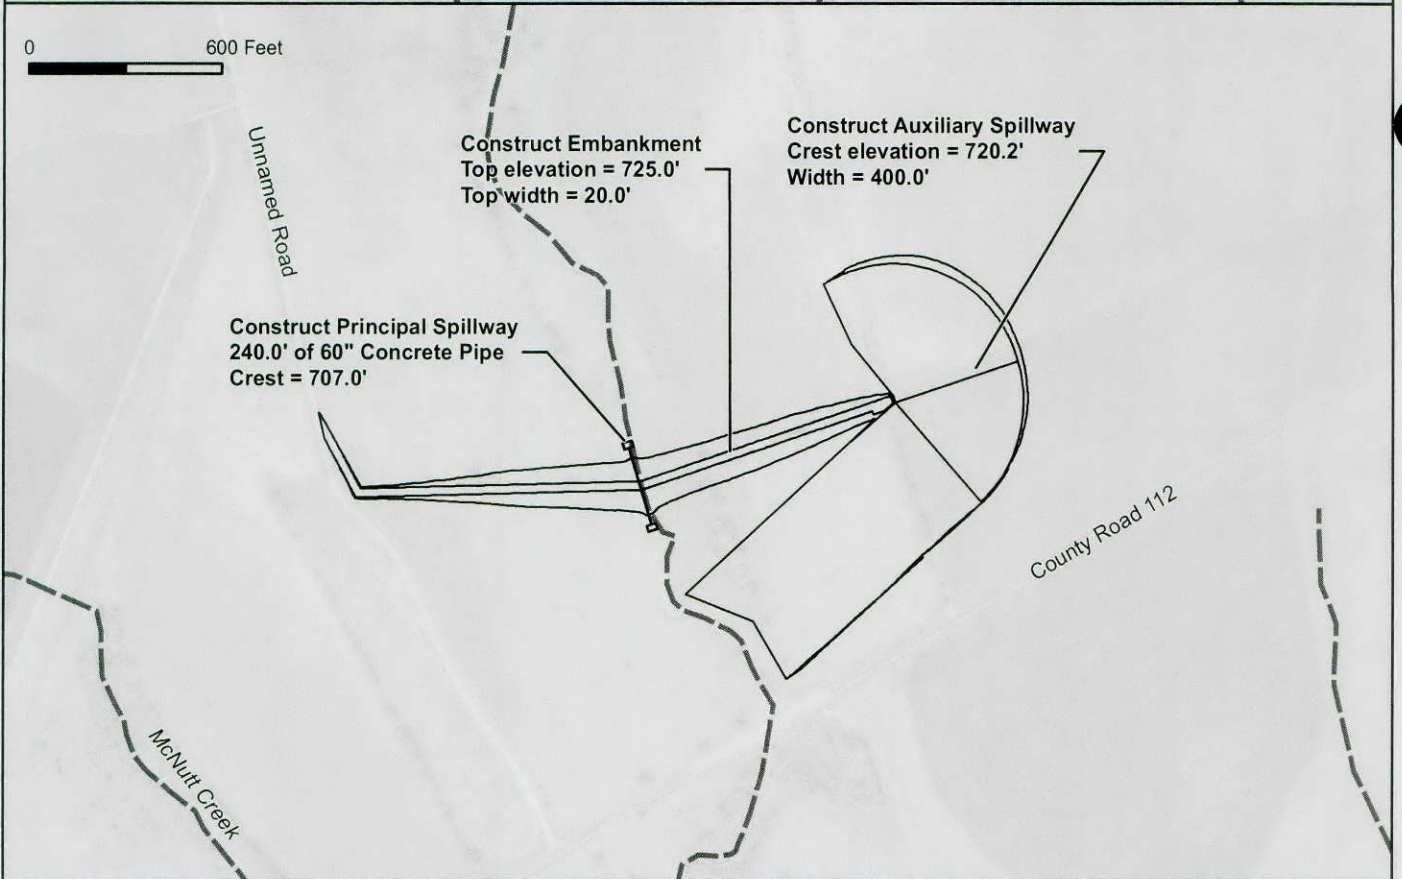 0 600 Feet
Unnamed Road
Construct Embankment
Top elevation = 725.0'
Top width = 20.0'
Construct Auxiliary Spillway
Crest elevation = 720.2'
Width = 400.0'
Construct Principal Spillway
240.0' of 60" Concrete Pipe
Crest = 707.0'
County Road 112
McNutt Creek